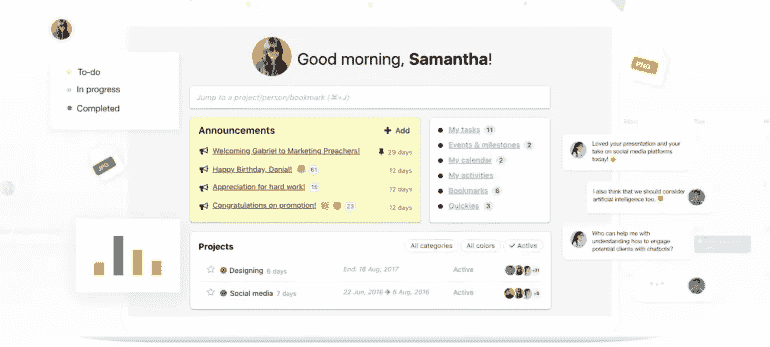 Good morning, Samantha!
PNG
To-do
In progress
Completed
Jump to a project/person/bookmark (⌘+J)
Announcements
+ Add
Welcoming Gabriel to Marketing Preachers!
29 days
Happy Birthday, Danial! 61
12 days
Appreciation for hard work! 16
12 days
Congratulations on promotion! 23
12 days
My tasks 11
Events & milestones 2
My calendar 2
My activities
Bookmarks 6
Quickies 3
Loved your presentation and your
take on social media platforms
today!
I also think that we should consider
artificial intelligence too.
Who can help me with
understanding how to engage
potential clients with chatbots?
JPG
Projects
All categories
All colors
Active
Designing 6 days
End: 18 Aug, 2017
Active
+31
Social media 7 days
22 Jun, 2016 → 6 Aug, 2016
Active